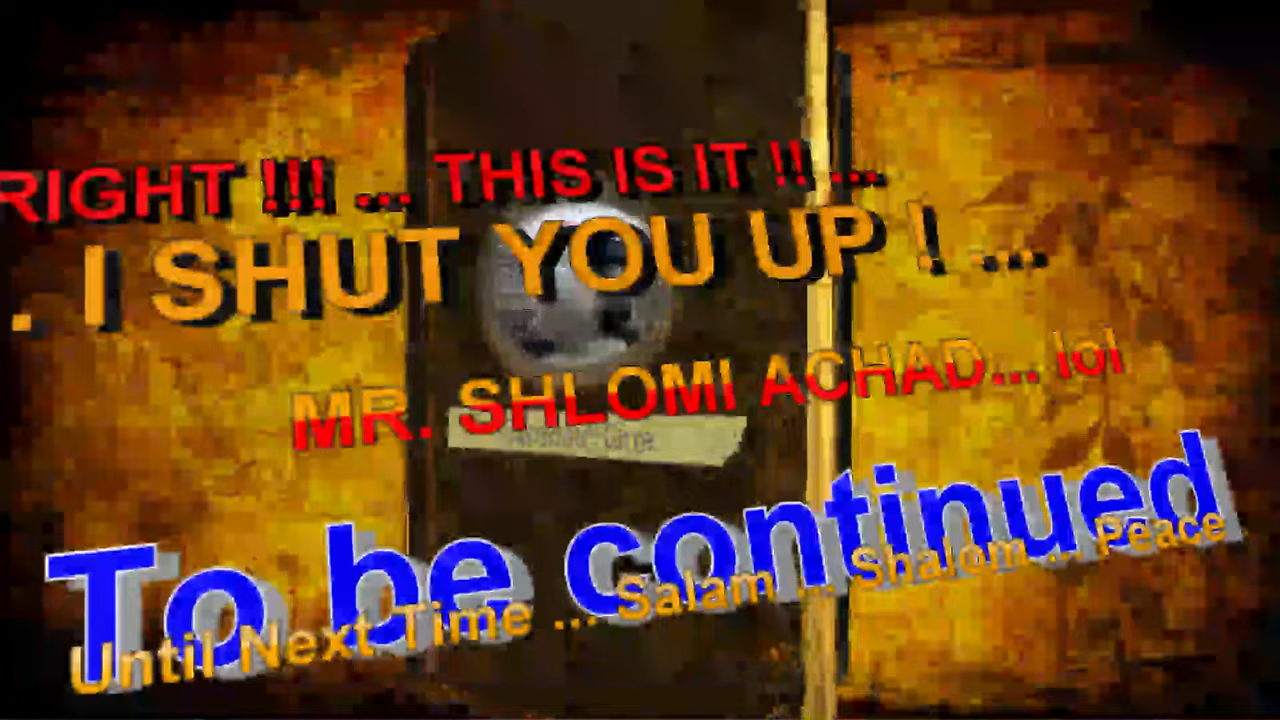 RIGHT !!! ... THIS IS IT !! ...
. I SHUT YOU UP ! ...
MR. SHLOMI ACHAD... lol
To be continued
Until Next Time ... Salam ... Shalom ... Peace